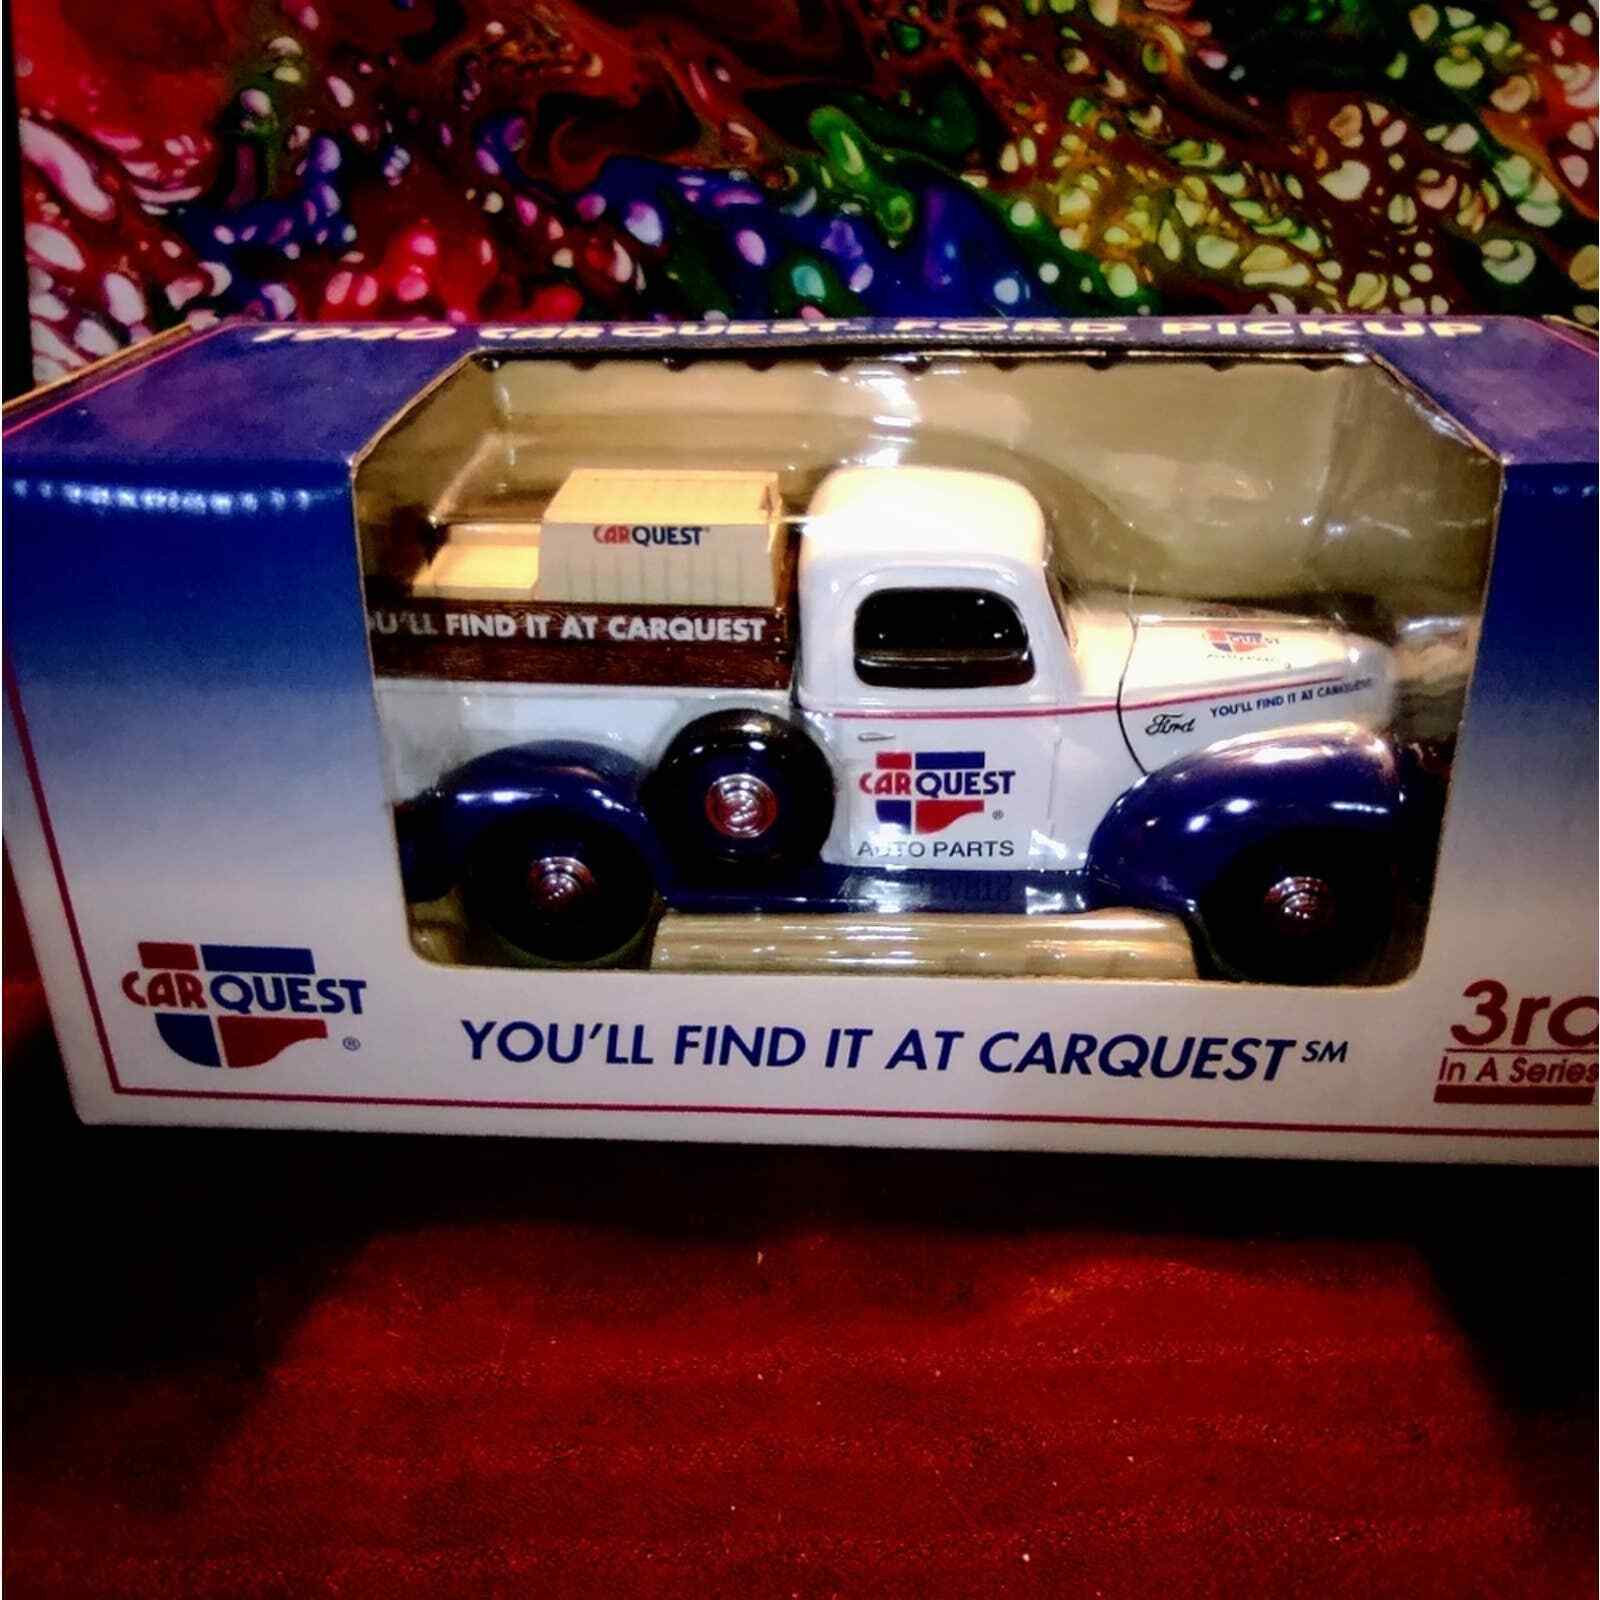 1940 CARQUEST FORD PICKUP
CARQUEST®
U'LL FIND IT AT CARQUEST
CARQUEST
YOU'LL FIND IT AT CARQUEST
Ford
CARQUEST
®
AUTO PARTS
CARQUEST
®
YOU'LL FIND IT AT CARQUEST SM
3rd
In A Series